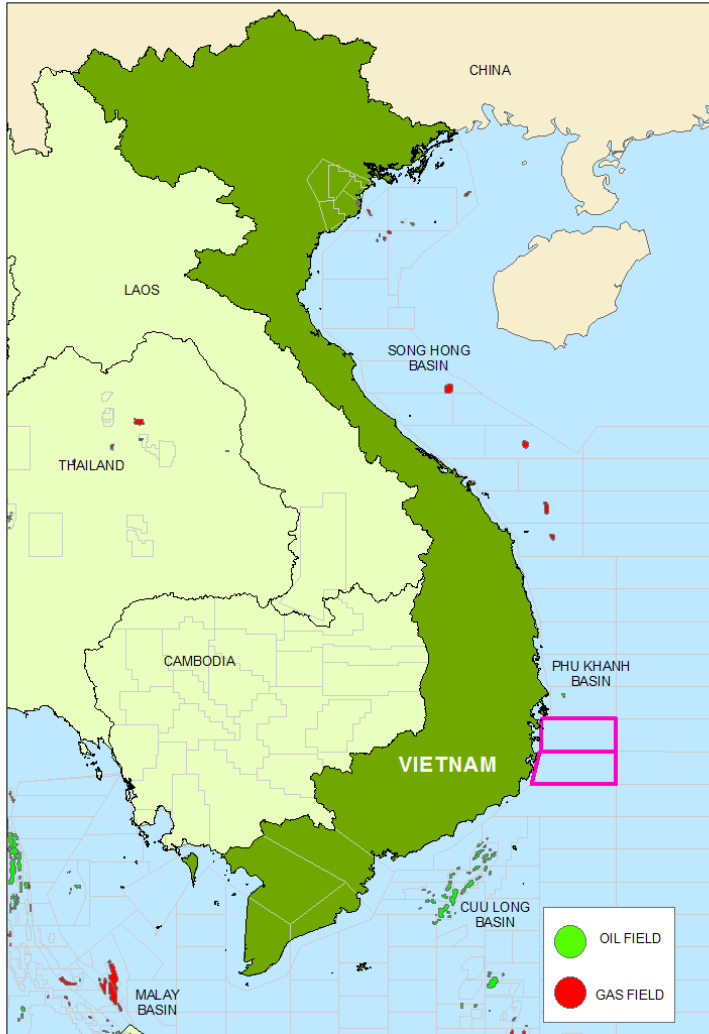 CHINA
LAOS
SONG HONG
BASIN
THAILAND
CAMBODIA
PHU KHANH
BASIN
VIETNAM
CUU LONG
BASIN
OIL FIELD
MALAY
BASIN
GAS FIELD